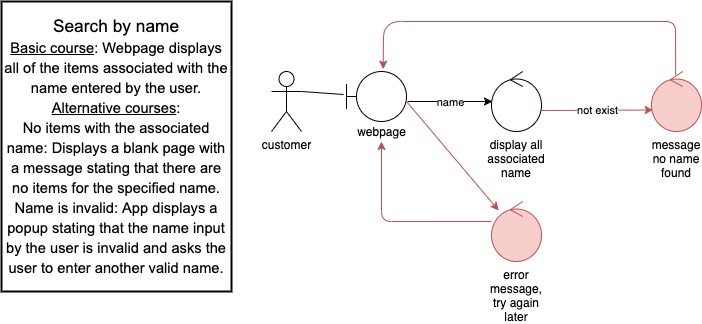 Search by name
Basic course: Webpage displays
all of the items associated with the
name entered by the user.
Alternative courses:
No items with the associated
name: Displays a blank page with
a message stating that there are
no items for the specified name.
Name is invalid: App displays a
popup stating that the name input
by the user is invalid and asks the
user to enter another valid name.
customer
webpage
name
display all
associated
name
not exist
message
no name
found
error
message,
try again
later